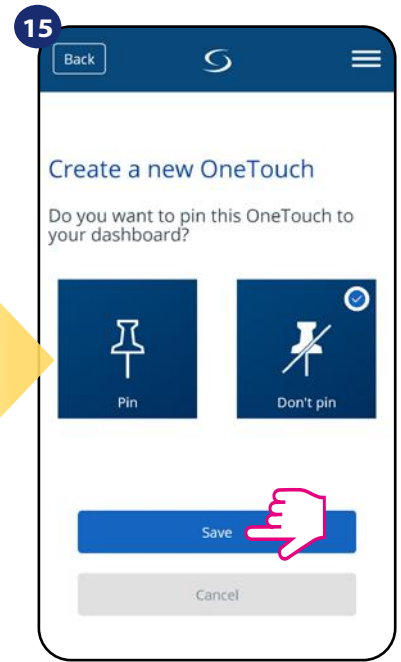 15
Back
Create a new OneTouch
Do you want to pin this OneTouch to
your dashboard?
Pin
Don't pin
Save
Cancel